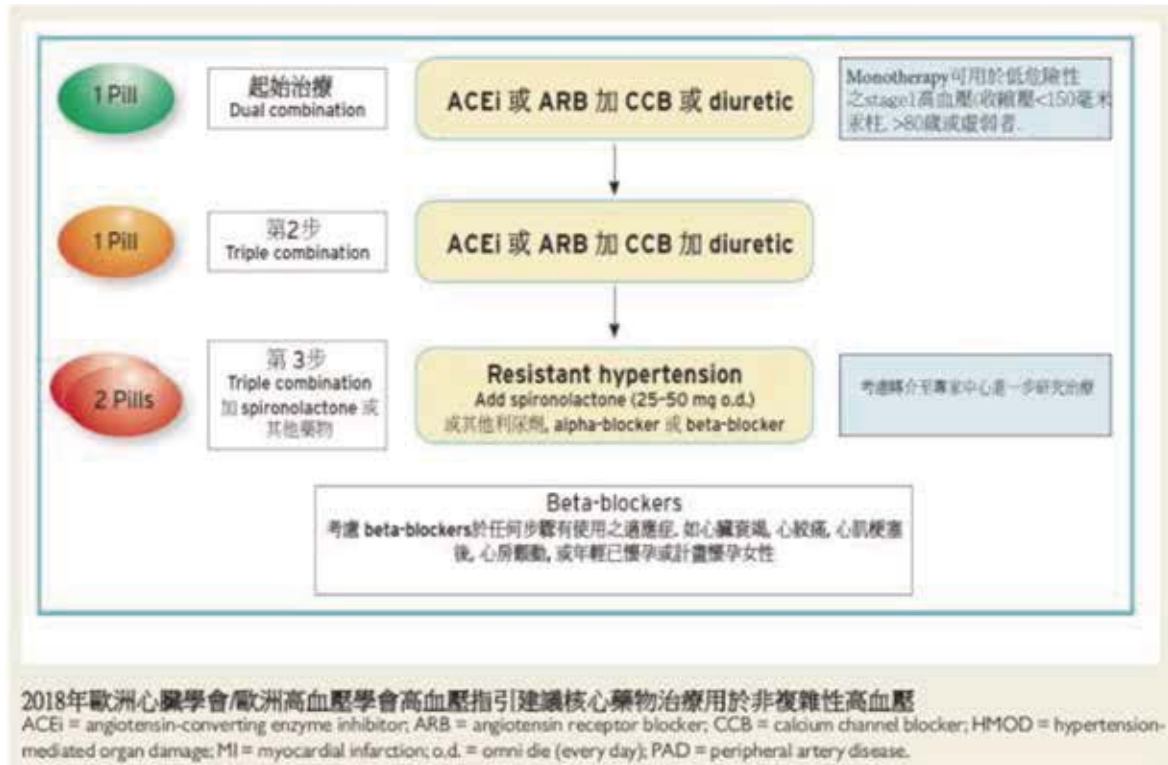 1 Pill
起始治療
Dual combination
ACEi 或 ARB 加 CCB 或 diuretic
Monotherapy可用於低危險性
之stage1高血壓(收縮壓<150毫米
汞柱, >80歲或虛弱者.
1 Pill
第2步
Triple combination
ACEi 或 ARB 加 CCB 加 diuretic
2 Pills
第 3步
Triple combination
加 spironolactone 或
其他藥物
Resistant hypertension
Add spironolactone (25-50 mg o.d.)
或其他利尿劑, alpha-blocker 或 beta-blocker
考慮轉介至專家中心進一步研究治療
Beta-blockers
考慮 beta-blockers於任何步驟有使用之適應症. 如心臟衰竭, 心絞痛, 心肌梗塞
後, 心房顫動, 或年輕已懷孕或計畫懷孕女性
2018年歐洲心臟學會/歐洲高血壓學會高血壓指引建議核心藥物治療用於非複雜性高血壓
ACEi = angiotensin-converting enzyme inhibitor; ARB = angiotensin receptor blocker; CCB = calcium channel blocker; HMOD = hypertension-
mediated organ damage; MI = myocardial infarction; o.d. = omni die (every day); PAD = peripheral artery disease.